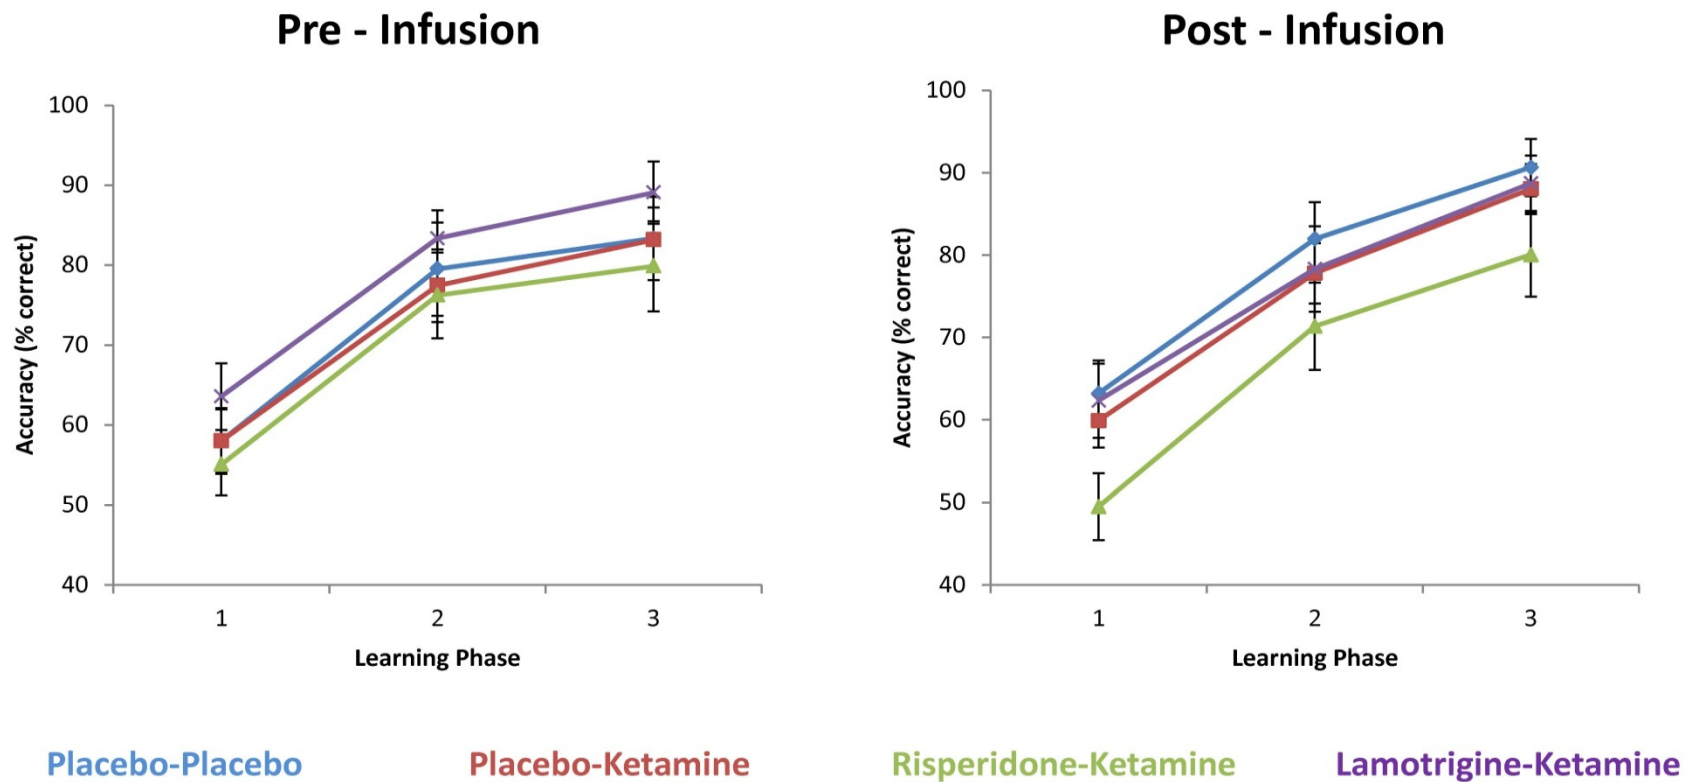 Pre - Infusion
100
90
80
70
60
50
40
Accuracy (% correct)
1 2 3
Learning Phase
Post - Infusion
100
90
80
70
60
50
40
Accuracy (% correct)
1 2 3
Learning Phase
Placebo-Placebo Placebo-Ketamine Risperidone-Ketamine Lamotrigine-Ketamine